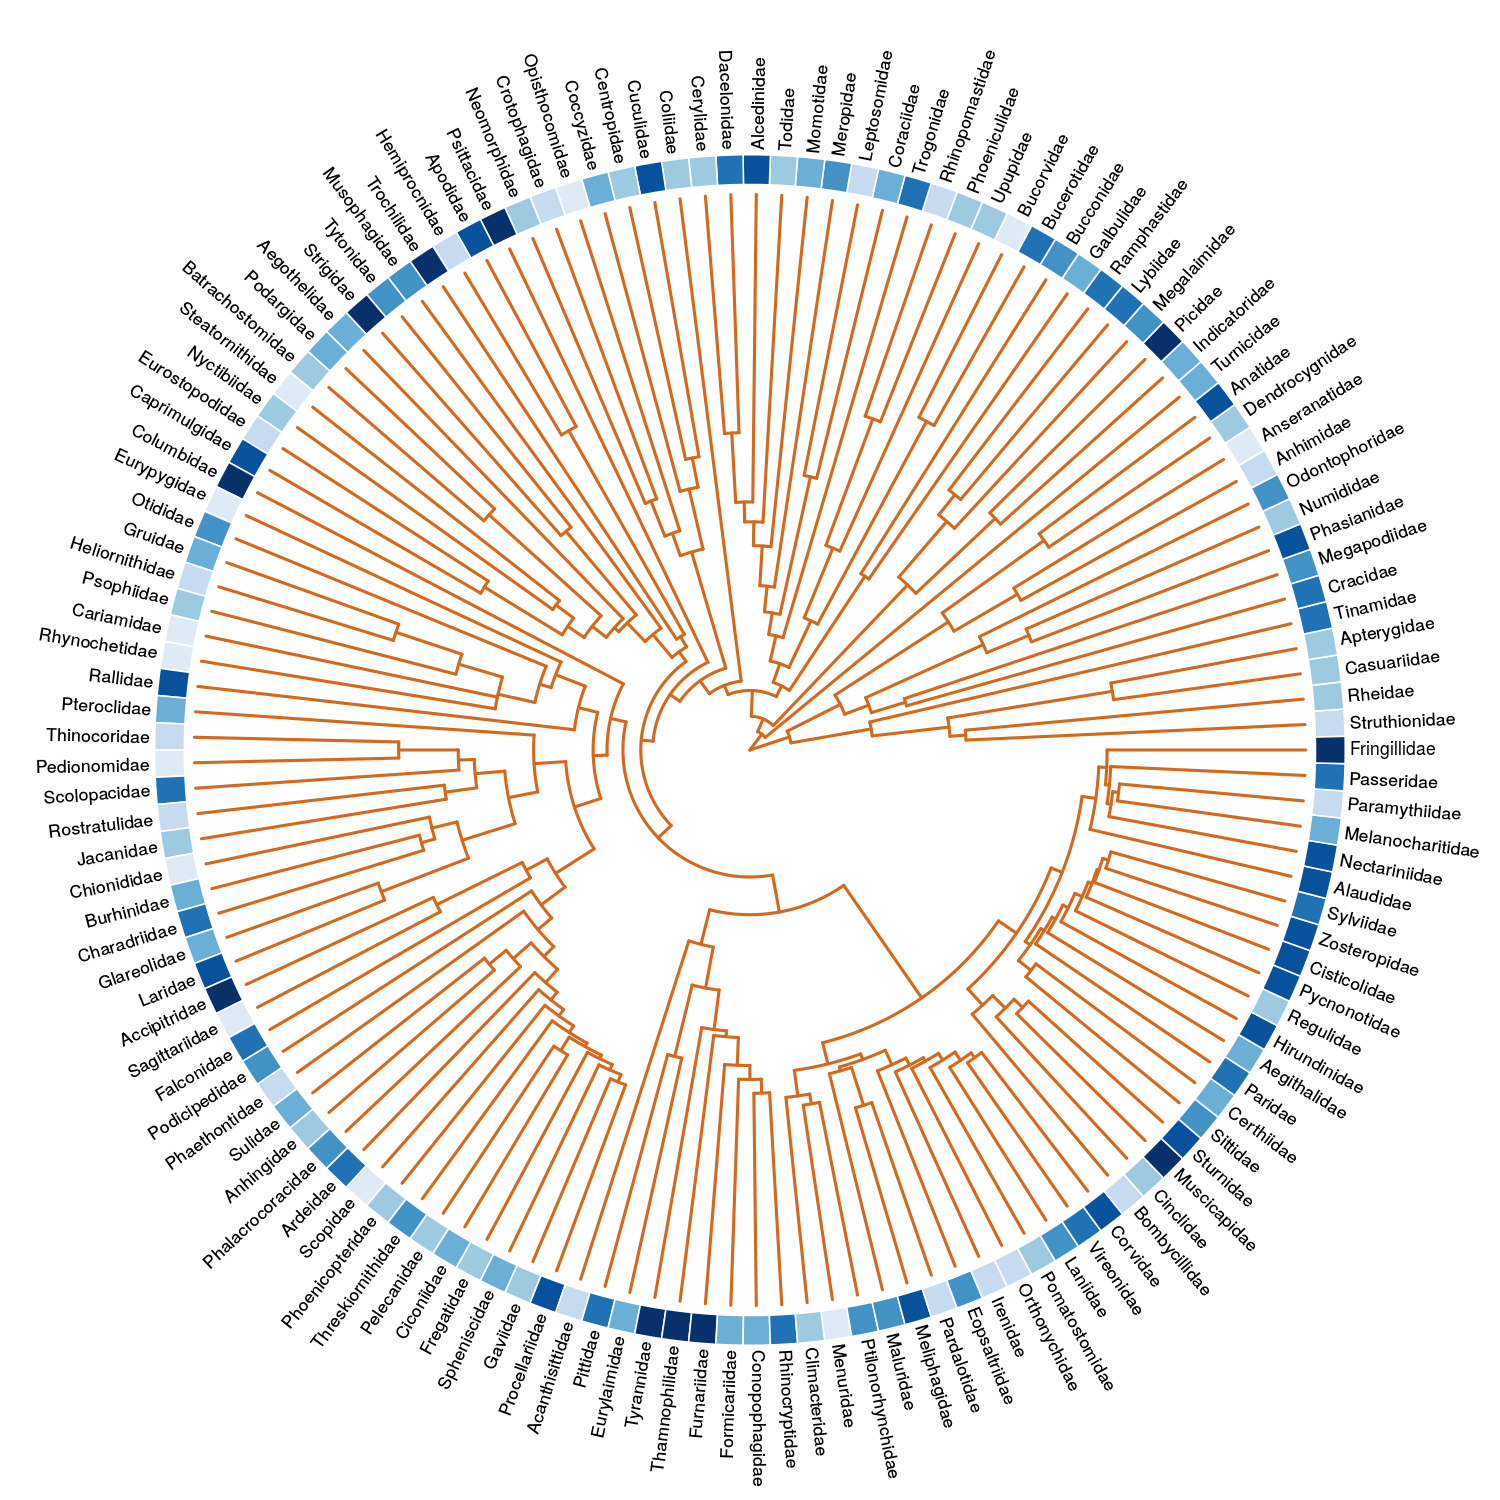 Dacelonidae
Alcedinidae
Todidae
Momotidae
Meropidae
Leptosomidae
Coraciidae
Trogonidae
Rhinopomastidae
Phoeniculidae
Upupidae
Bucorvidae
Bucerotidae
Bucconidae
Galbulidae
Ramphastidae
Lybiidae
Megalaimidae
Picidae
Indicatoridae
Turnicidae
Anatidae
Dendrocygnidae
Anseranatidae
Anhimidae
Odontophoridae
Numididae
Phasianidae
Megapodiidae
Cracidae
Tinamidae
Apterygidae
Casuariidae
Rheidae
Struthionidae
Fringillidae
Passeridae
Paramythiidae
Melanocharitidae
Nectariniidae
Alaudidae
Sylviidae
Zosteropidae
Cisticolidae
Pycnonotidae
Regulidae
Hirundinidae
Aegithalidae
Paridae
Certhiidae
Sittidae
Sturnidae
Muscicapidae
Cinclidae
Bombycillidae
Corvidae
Vireonidae
Laniidae
Pomatostomidae
Orthonychidae
Irenidae
Eopsaltriidae
Pardalotidae
Meliphagidae
Maluridae
Ptilonorhynchidae
Menuridae
Climacteridae
Rhinocryptidae
Conopophagidae
Formicariidae
Furnariidae
Thamnophilidae
Tyrannidae
Eurylaimidae
Pittidae
Acanthisittidae
Procellariidae
Gaviidae
Spheniscidae
Fregatidae
Ciconiidae
Pelecanidae
Threskiornithidae
Phoenicopteridae
Scopidae
Ardeidae
Phalacrocoracidae
Anhingidae
Sulidae
Phaethontidae
Podicipedidae
Falconidae
Sagittariidae
Accipitridae
Laridae
Glareolidae
Charadriidae
Burhinidae
Chionididae
Jacanidae
Rostratulidae
Scolopacidae
Pedionomidae
Thinocoridae
Pteroclidae
Rallidae
Rhynochetidae
Cariamidae
Psophiidae
Heliornithidae
Gruidae
Otididae
Eurypygidae
Columbidae
Caprimulgidae
Eurostopodidae
Nyctibiidae
Steatornithidae
Batrachostomidae
Podargidae
Aegothelidae
Strigidae
Tytonidae
Musophagidae
Trochilidae
Hemiprocnidae
Apodidae
Psittacidae
Neomorphidae
Crotophagidae
Opisthocomidae
Coccyzidae
Centropidae
Cuculidae
Coliidae
Cerylidae